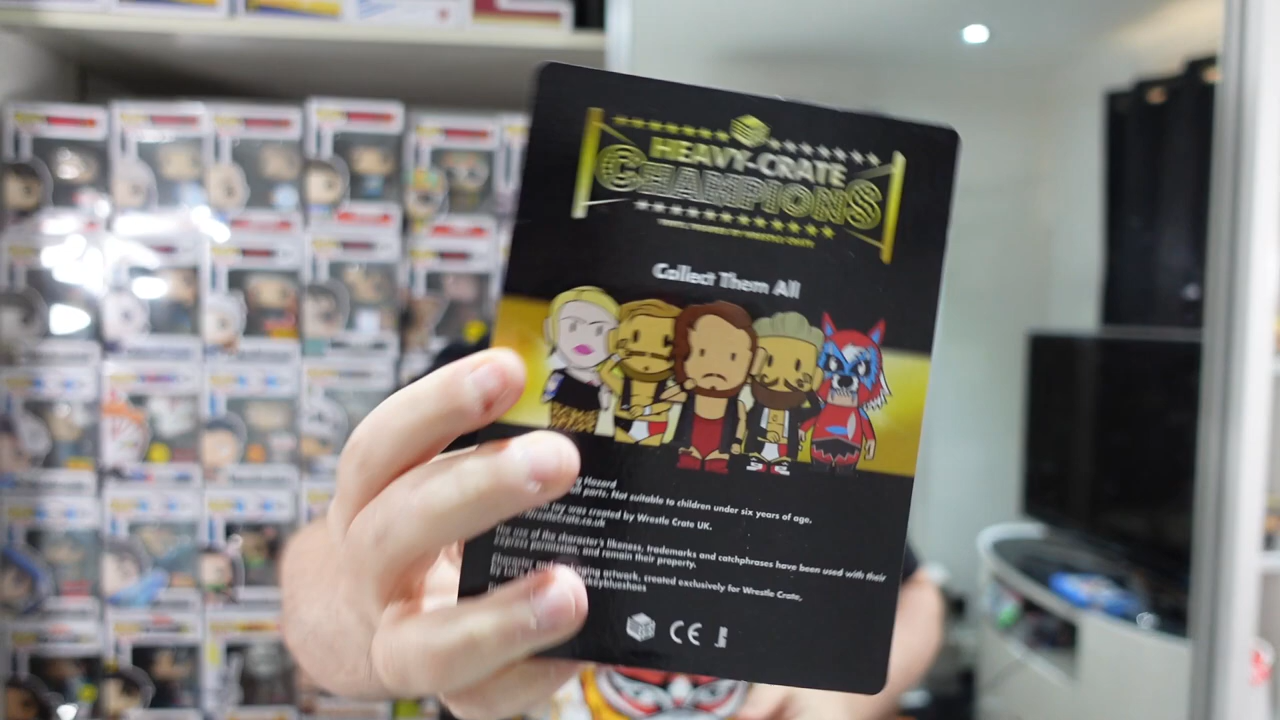 HEAVY-CRATE
CHAMPIONS
Collect Them All
Hazard
parts. Not suitable to children under six years of age.
toy was created by Wrestle Crate UK.
The use of the character's likeness, trademarks and catchphrases have been used with their
express permission, and remain their property.
Character artwork, created exclusively for Wrestle Crate,
CE